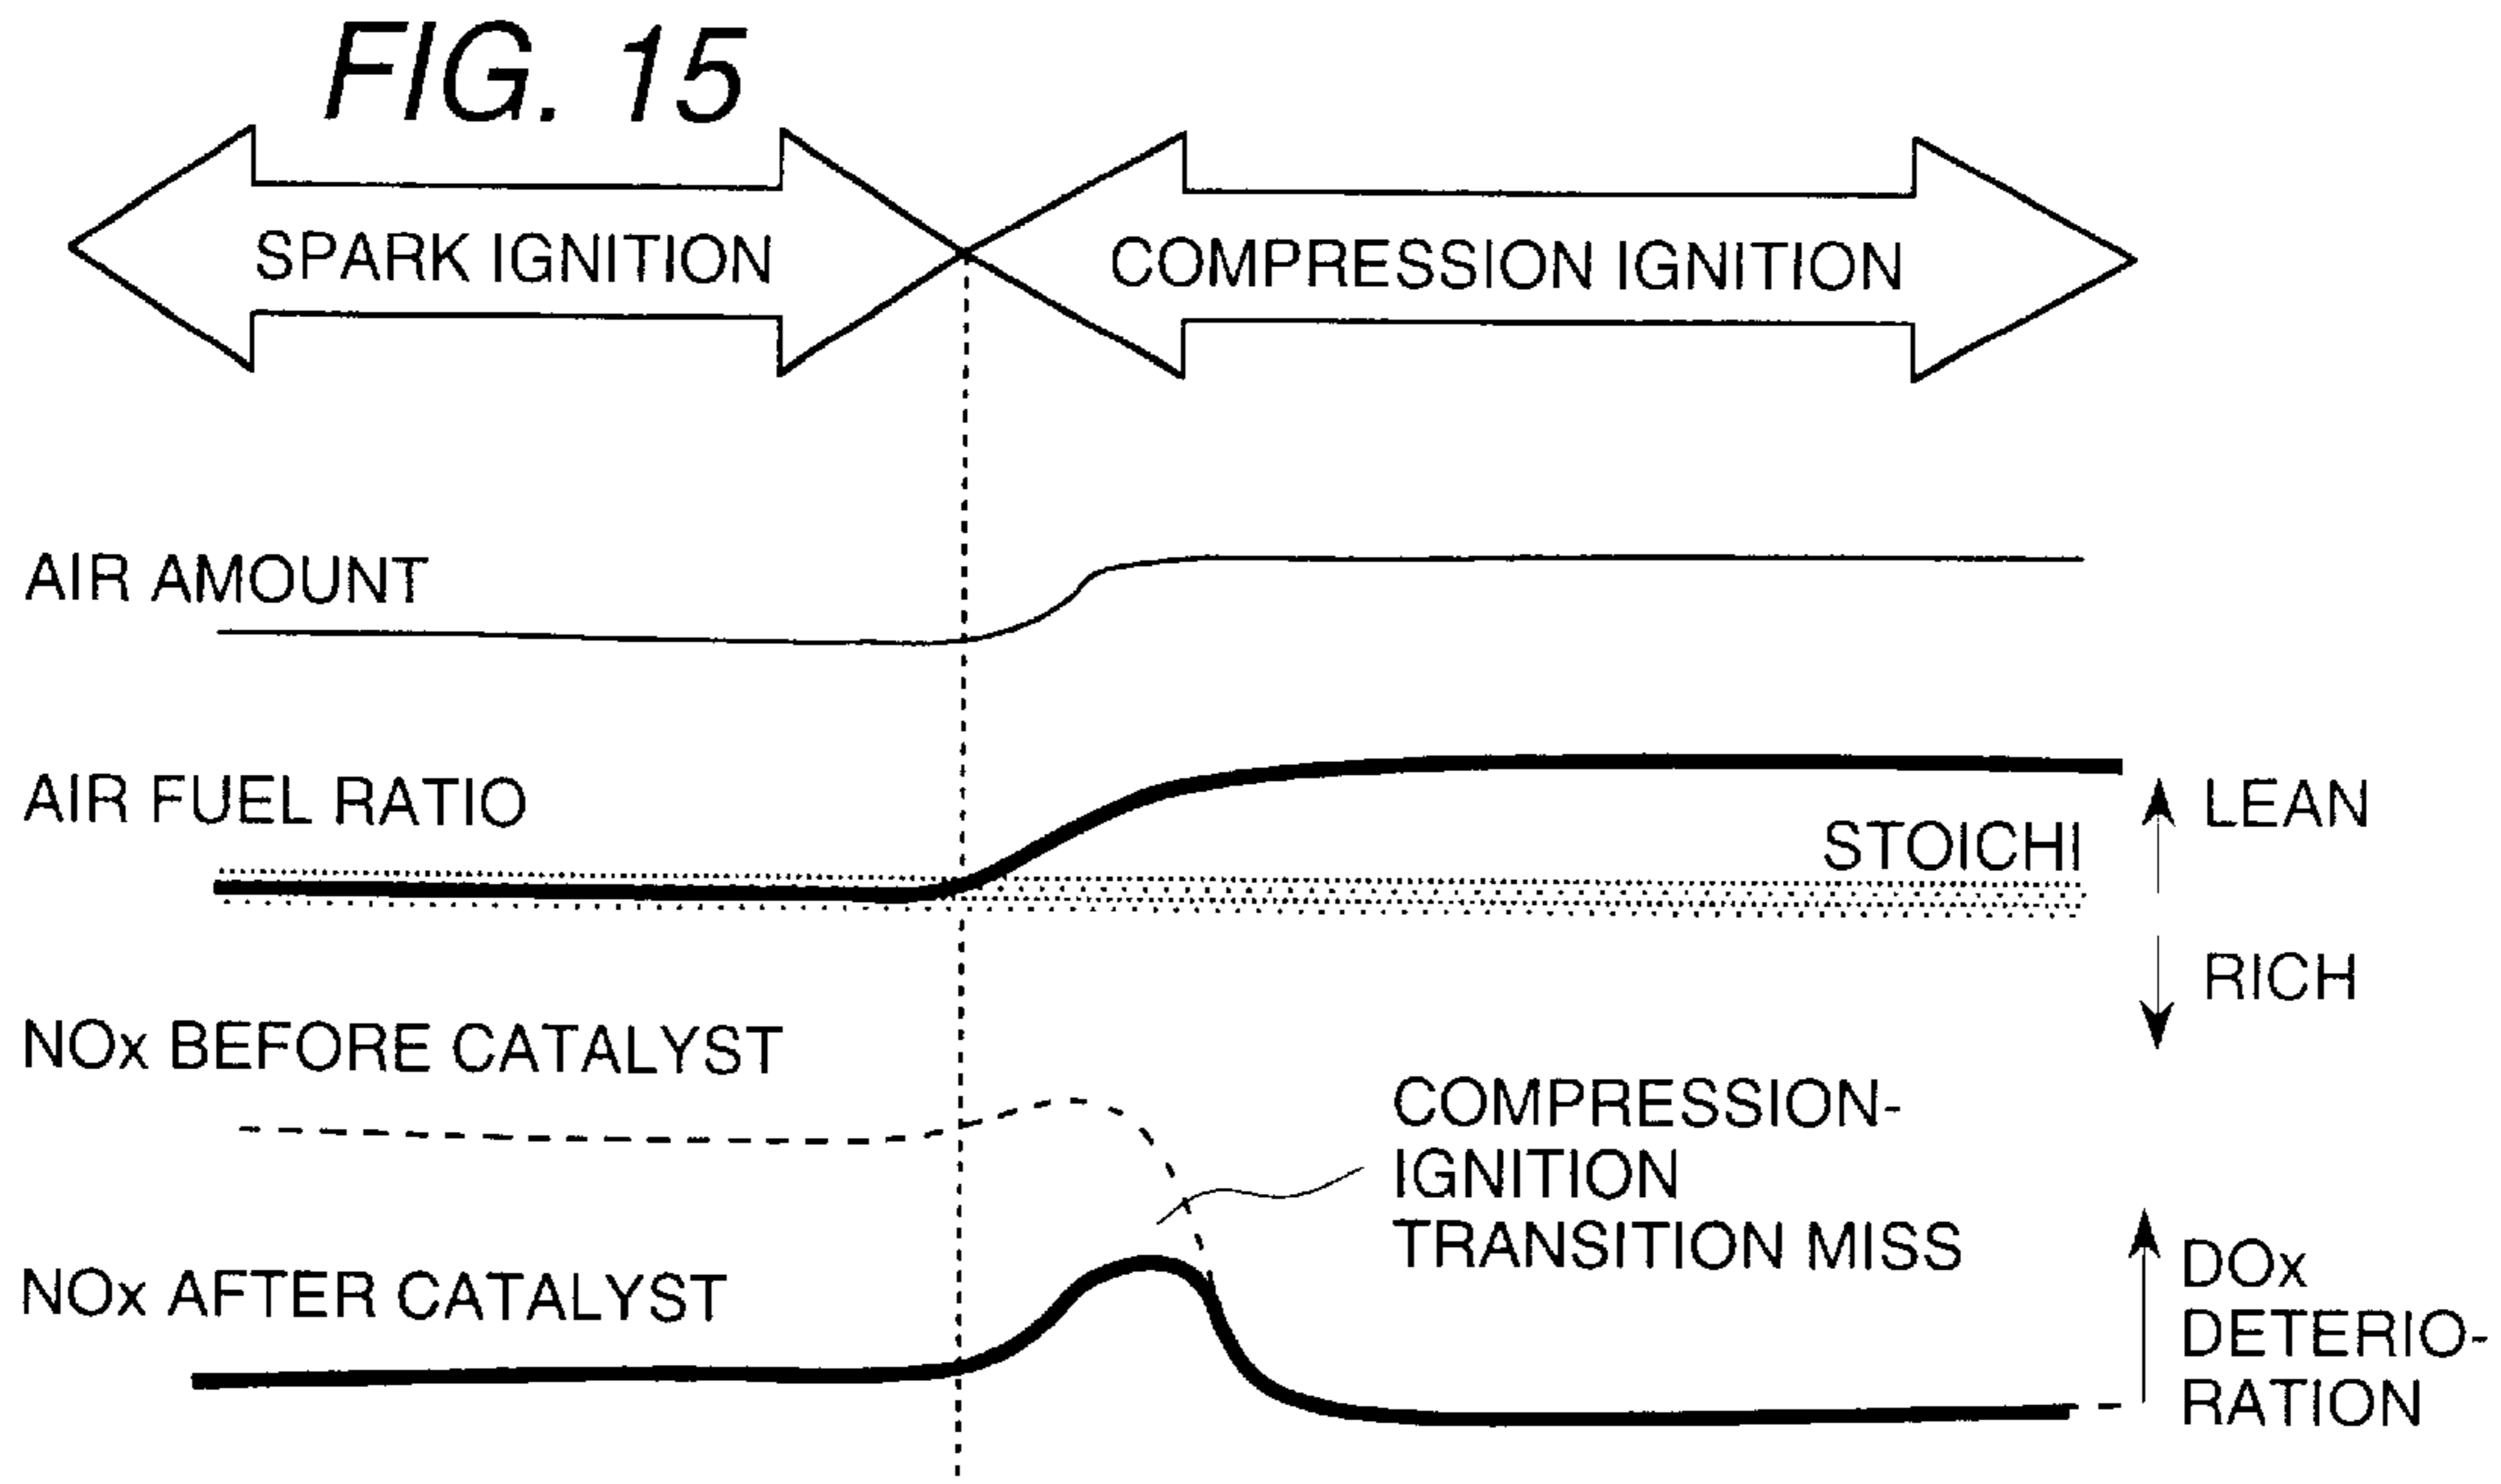 FIG. 15
SPARK IGNITION
COMPRESSION IGNITION
AIR AMOUNT
AIR FUEL RATIO
LEAN
STOICHI
RICH
NOx BEFORE CATALYST
COMPRESSION-
IGNITION
TRANSITION MISS
NOx AFTER CATALYST
DOx
DETERIO-
RATION